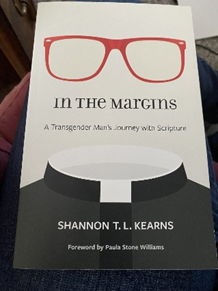 IN THE MARGINS
A Transgender Man's Journey with Scripture
SHANNON T. L. KEARNS
Foreword by Paula Stone Williams